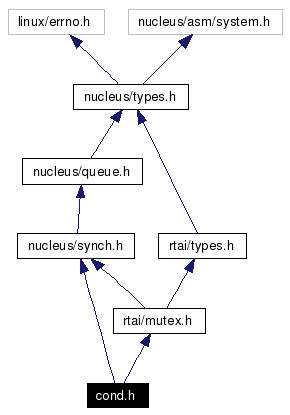 linux/errno.h
nucleus/asm/system.h
nucleus/types.h
nucleus/queue.h
nucleus/synch.h
rtai/types.h
rtai/mutex.h
cond.h